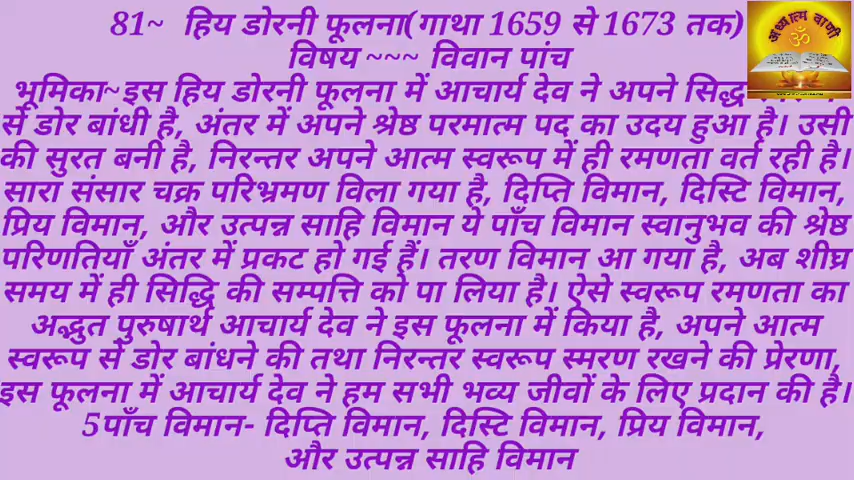 81~ हिय डोरनी फूलना(गाथा 1659 से 1673 तक)
विषय ~~~ विवान पांच
भूमिका~इस हिय डोरनी फूलना में आचार्य देव ने अपने सिद्ध
से डोर बांधी है, अंतर में अपने श्रेष्ठ परमात्म पद का उदय हुआ है। उसी
की सुरत बनी है, निरन्तर अपने आत्म स्वरूप में ही रमणता वर्त रही है।
सारा संसार चक्र परिभ्रमण विला गया है, दिप्ति विमान, दिस्टि विमान,
प्रिय विमान, और उत्पन्न साहि विमान ये पाँच विमान स्वानुभव की श्रेष्ठ
परिणतियाँ अंतर में प्रकट हो गई हैं। तरण विमान आ गया है, अब शीघ्र
समय में ही सिद्धि की सम्पत्ति को पा लिया है। ऐसे स्वरूप रमणता का
अद्भुत पुरुषार्थ आचार्य देव ने इस फूलना में किया है, अपने आत्म
स्वरूप से डोर बांधने की तथा निरन्तर स्वरूप स्मरण रखने की प्रेरणा,
इस फूलना में आचार्य देव ने हम सभी भव्य जीवों के लिए प्रदान की है।
5पाँच विमान- दिप्ति विमान, दिस्टि विमान, प्रिय विमान,
और उत्पन्न साहि विमान
अध्यात्म वाणी
ॐ